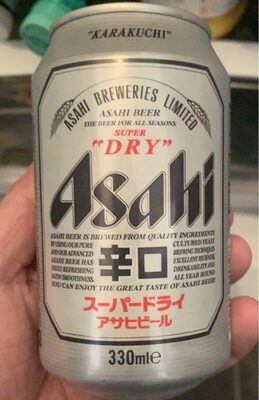 "KARAKUCHI"
ASAHI BREWERIES LIMITED
ASAHI BEER
THE BEER FOR ALL SEASONS
SUPER
"DRY"
Asahi
ASAHI BEER IS BREWED FROM QUALITY INGREDIENTS
BY USING OUR PURE CULTURED YEAST
AND OUR ADVANCED BREWING TECHNIQUE
ASAHI BEER HAS EXCELLENT RICHNESS,
TRULY REFRESHING DRINKABILITY AND
SATIN SMOOTHNESS. ALL YEAR ROUND
辛口
YOU CAN ENJOY THE GREAT TASTE OF ASAHI BEER!
スーパードライ
アサヒビール
330ml℮